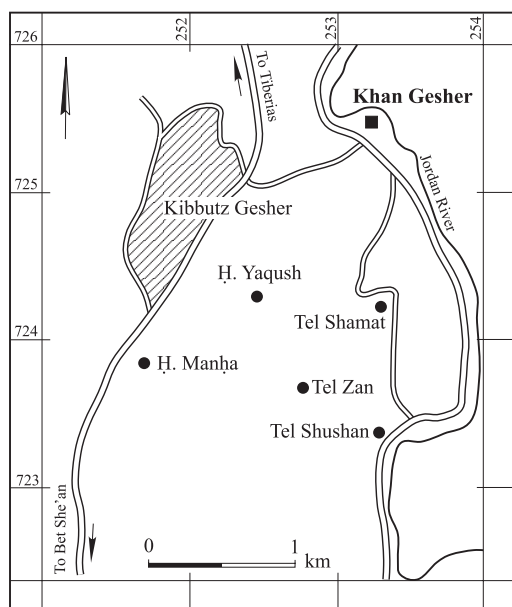 252
253
254
726
To Tiberias
Khan Gesher
Jordan River
725
Kibbutz Gesher
Ḥ. Yaqush
Tel Shamat
724
Ḥ. Manḥa
Tel Zan
Tel Shushan
723
To Bet She'an
0
1
km